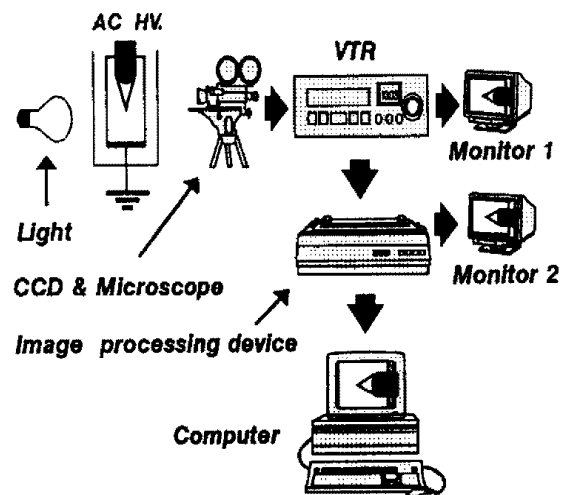 AC HV.
VTR
Monitor 1
Light
Monitor 2
CCD & Microscope
Image processing device
Computer